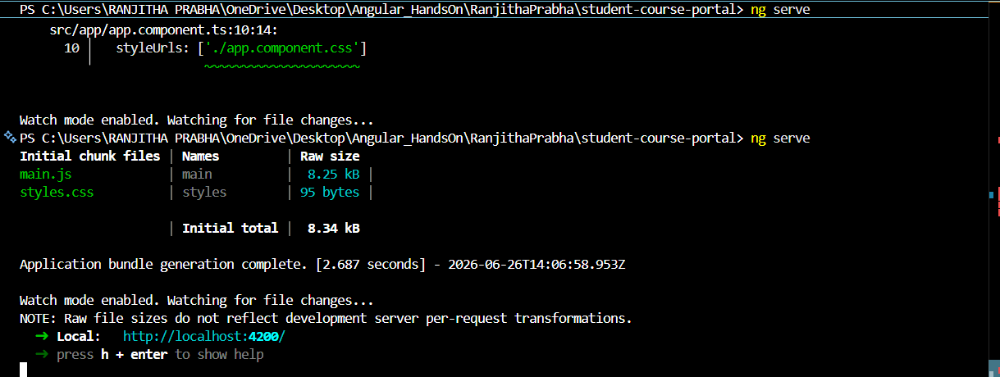 PS C:\Users\RANJITHA PRABHA\OneDrive\Desktop\Angular_HandsOn\RanjithaPrabha\student-course-portal> ng serve
src/app/app.component.ts:10:14:
10 │ styleUrls: ['./app.component.css']
~~~~~~~~~~~~~~~~~~~~~
Watch mode enabled. Watching for file changes...
PS C:\Users\RANJITHA PRABHA\OneDrive\Desktop\Angular_HandsOn\RanjithaPrabha\student-course-portal> ng serve
Initial chunk files | Names | Raw size
main.js | main | 8.25 kB |
styles.css | styles | 95 bytes |
| Initial total | 8.34 kB
Application bundle generation complete. [2.687 seconds] - 2026-06-26T14:06:58.953Z
Watch mode enabled. Watching for file changes...
NOTE: Raw file sizes do not reflect development server per-request transformations.
➜ Local: http://localhost:4200/
➜ press h + enter to show help